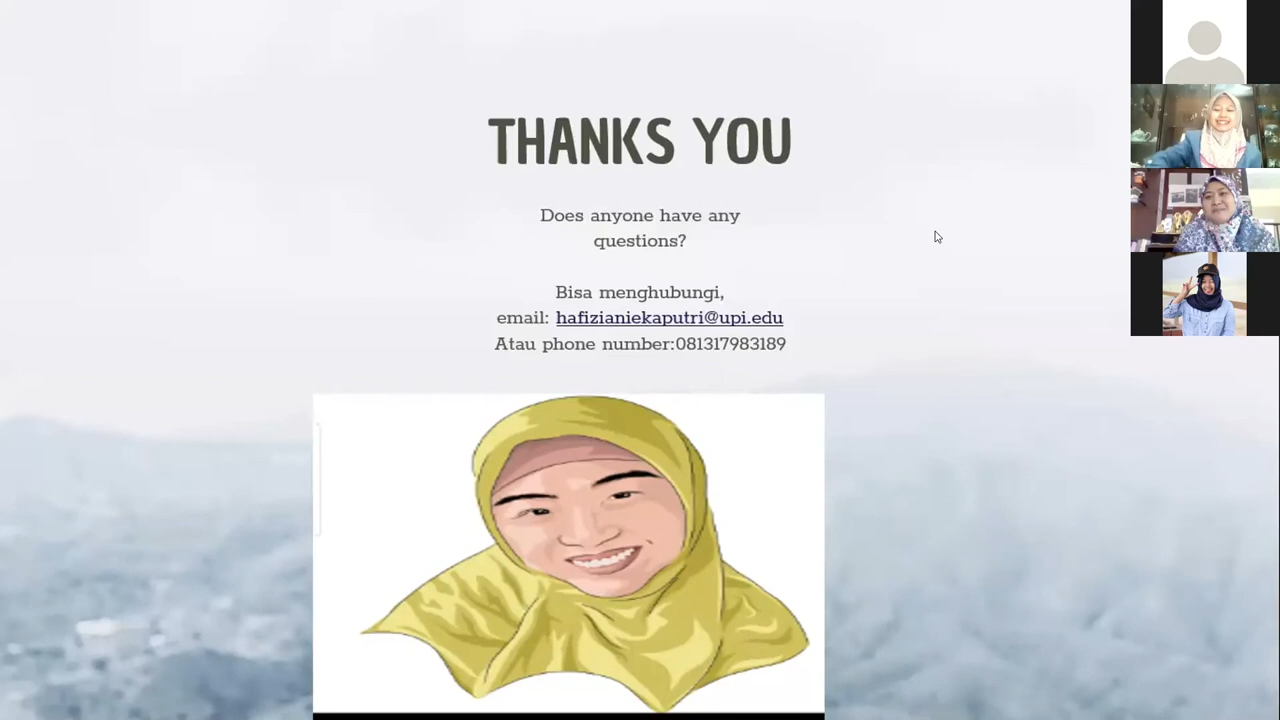 THANKS YOU
Does anyone have any
questions?
Bisa menghubungi,
email: hafizianiekaputri@upi.edu
Atau phone number:081317983189